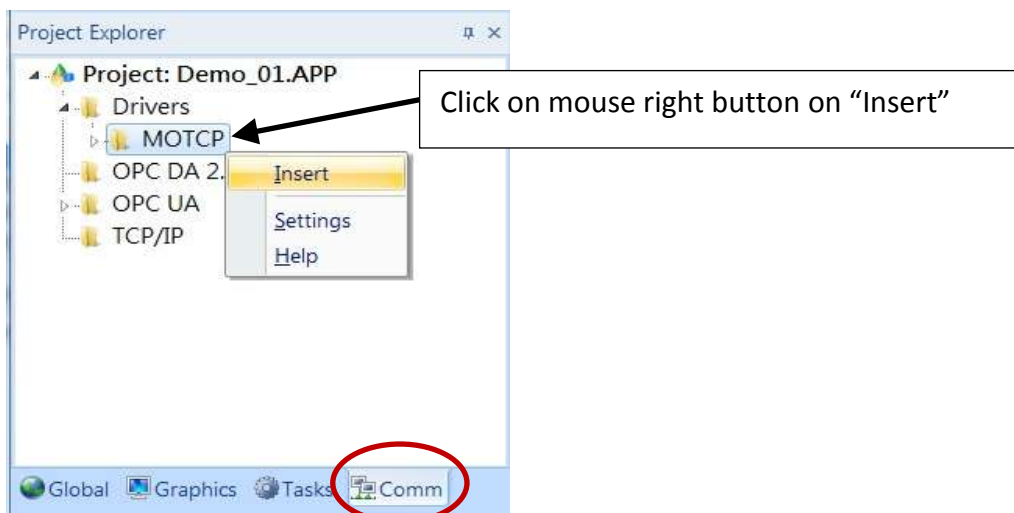 Project Explorer
Project: Demo_01.APP
Click on mouse right button on “Insert”
Drivers
MOTCP
OPC DA 2.
Insert
OPC UA
Settings
TCP/IP
Help
Global Graphics Tasks Comm